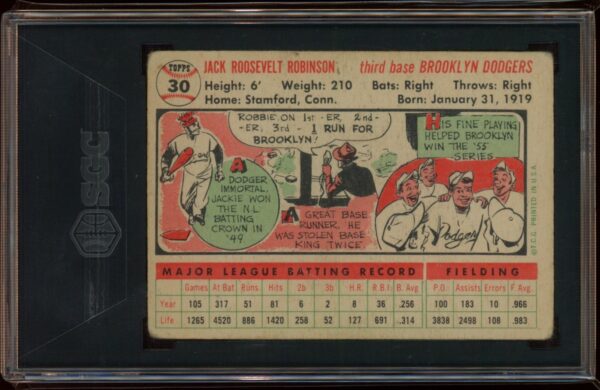 TOPPS
30
JACK ROOSEVELT ROBINSON third base BROOKLYN DODGERS
Height: 6' Weight: 210 Bats: Right Throws: Right
Home: Stamford, Conn. Born: January 31, 1919
ROBBIE ON 1st-ER, 2nd-
-ER, 3rd - 1 RUN FOR
BROOKLYN!
HIS FINE PLAYING
HELPED BROOKLYN
WIN THE '55
SERIES
A
DODGER
IMMORTAL,
JACKIE WON
THE N.L.
BATTING
CROWN IN
'49
A
GREAT BASE
RUNNER, HE
WAS
STOLEN BASE
KING TWICE
Dodgers
© T.C.G. PRINTED IN U.S.A.
SGC
MAJOR LEAGUE BATTING RECORD FIELDING
Games At Bat Runs Hits 2b 3b H.R. R.B.I. B.Av. P.O. Assists Errors F. Avg.
Year 105 317 51 81 6 2 8 36 .256 100 183 10 .966
Life 1265 4520 886 1420 258 52 127 691 .314 3838 2498 108 .983